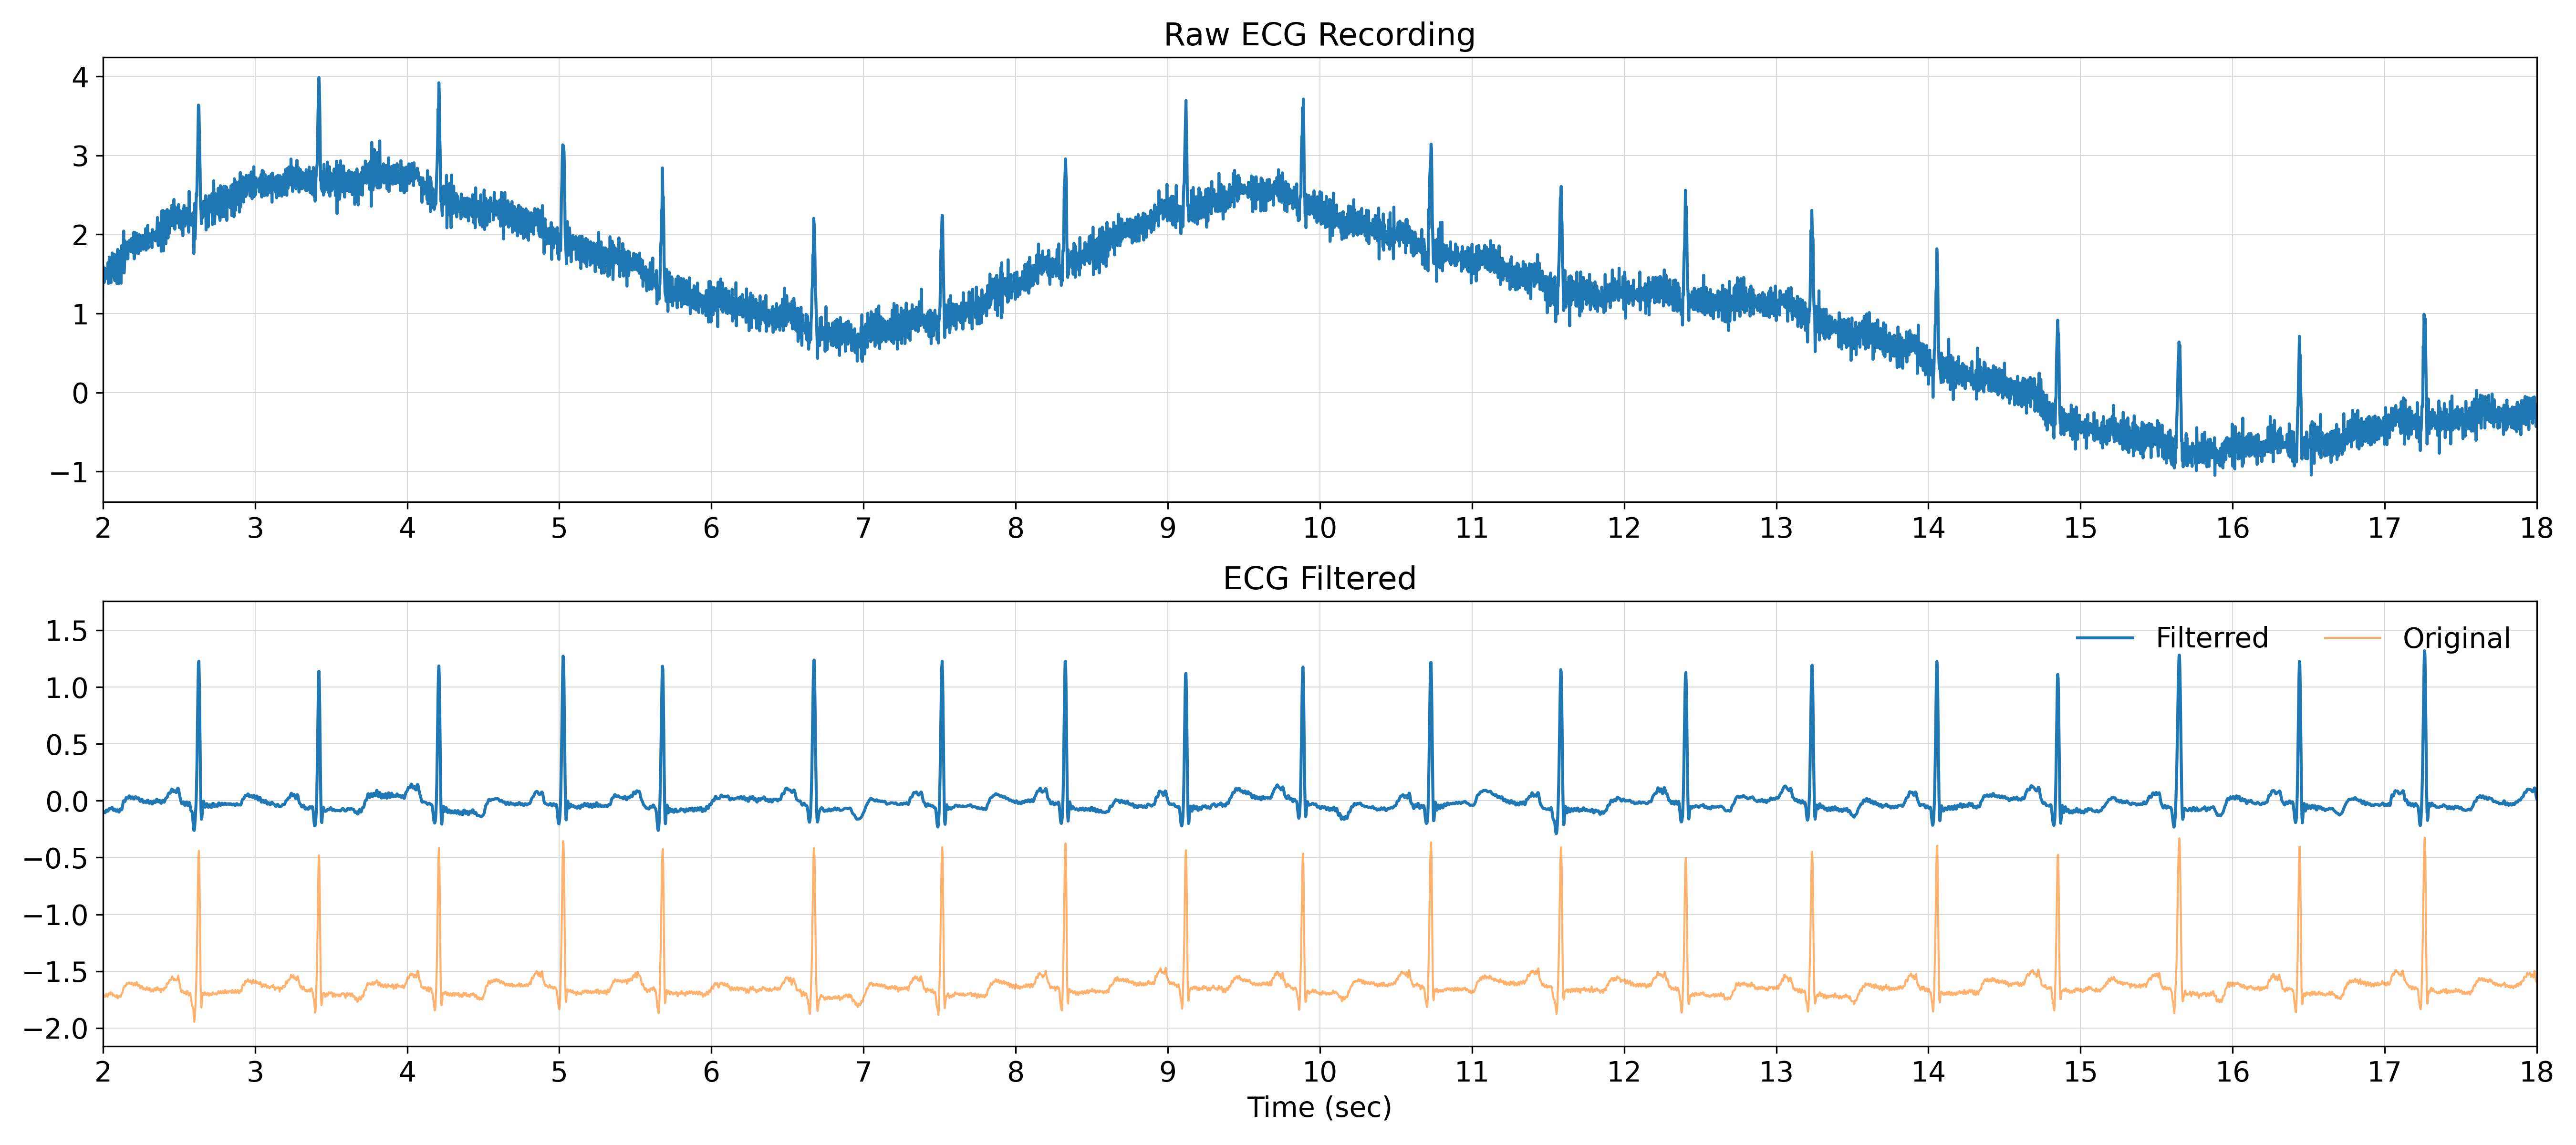 Raw ECG Recording
4
3
2
1
0
−1
2 3 4 5 6 7 8 9 10 11 12 13 14 15 16 17 18
ECG Filtered
Filterred Original
1.5
1.0
0.5
0.0
−0.5
−1.0
−1.5
−2.0
2 3 4 5 6 7 8 9 10 11 12 13 14 15 16 17 18
Time (sec)